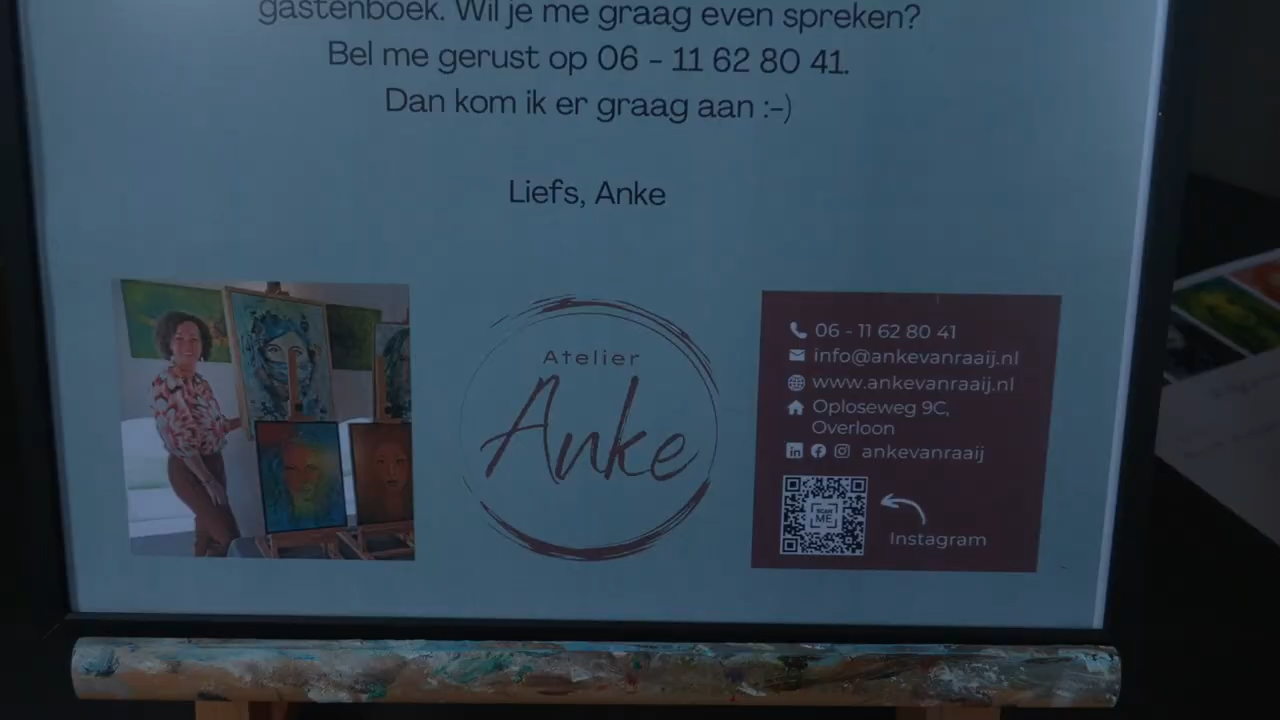 gastenboek. Wil je me graag even spreken?
Bel me gerust op 06 - 11 62 80 41.
Dan kom ik er graag aan :-)
Liefs, Anke
Atelier
Anke
06 - 11 62 80 41
info@ankevanraaij.nl
www.ankevanraaij.nl
Oploseweg 9C,
Overloon
ankevanraaij
SCAN
ME
Instagram